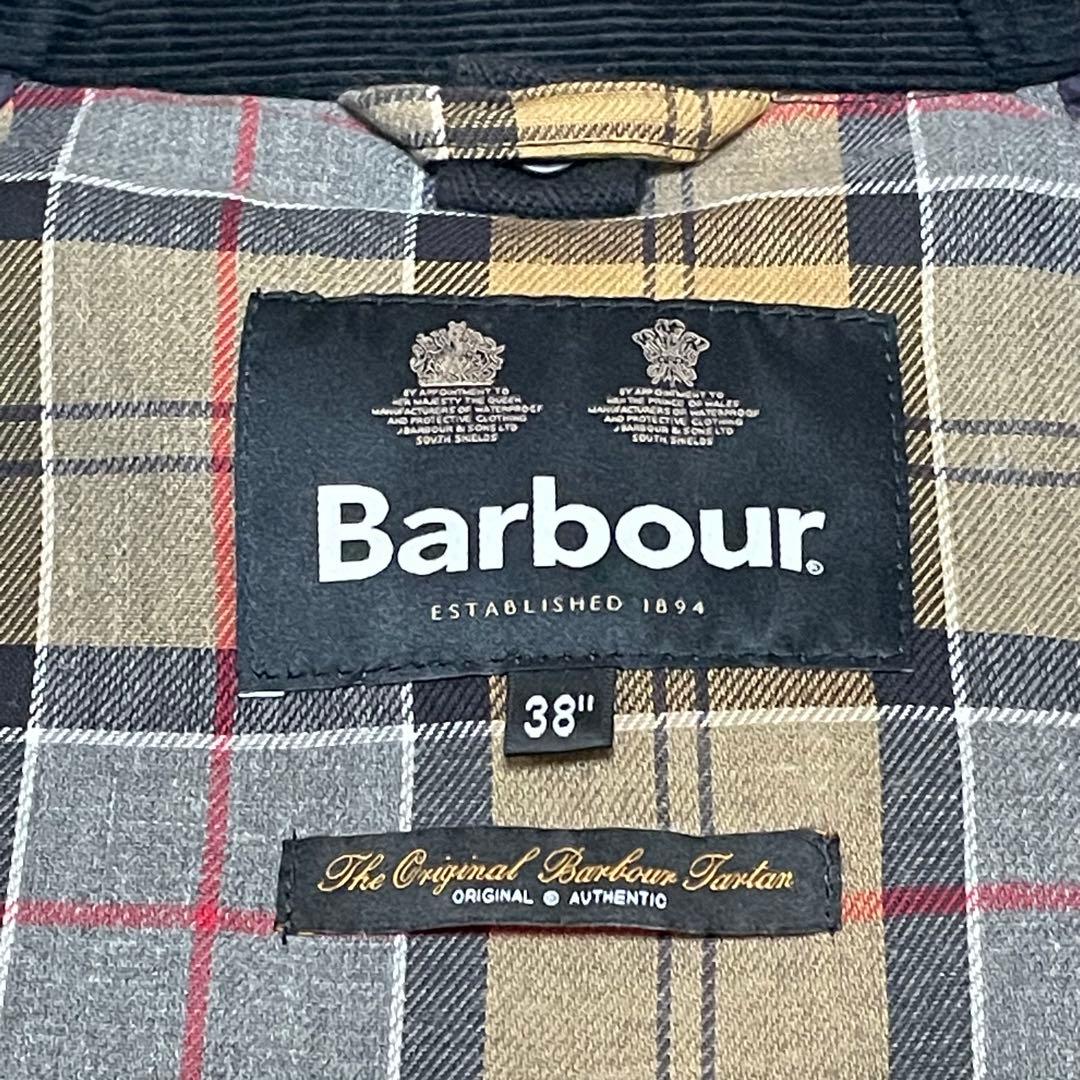 BY APPOINTMENT TO
HER MAJESTY THE QUEEN
MANUFACTURERS OF WATERPROOF
AND PROTECTIVE CLOTHING
J BARBOUR & SONS LTD
SOUTH SHIELDS
BY APPOINTMENT TO
HRH THE PRINCE OF WALES
MANUFACTURERS OF WATERPROOF
AND PROTECTIVE CLOTHING
J BARBOUR & SONS LTD
SOUTH SHIELDS
Barbour®
ESTABLISHED 1894
38"
The Original Barbour Tartan
ORIGINAL © AUTHENTIC